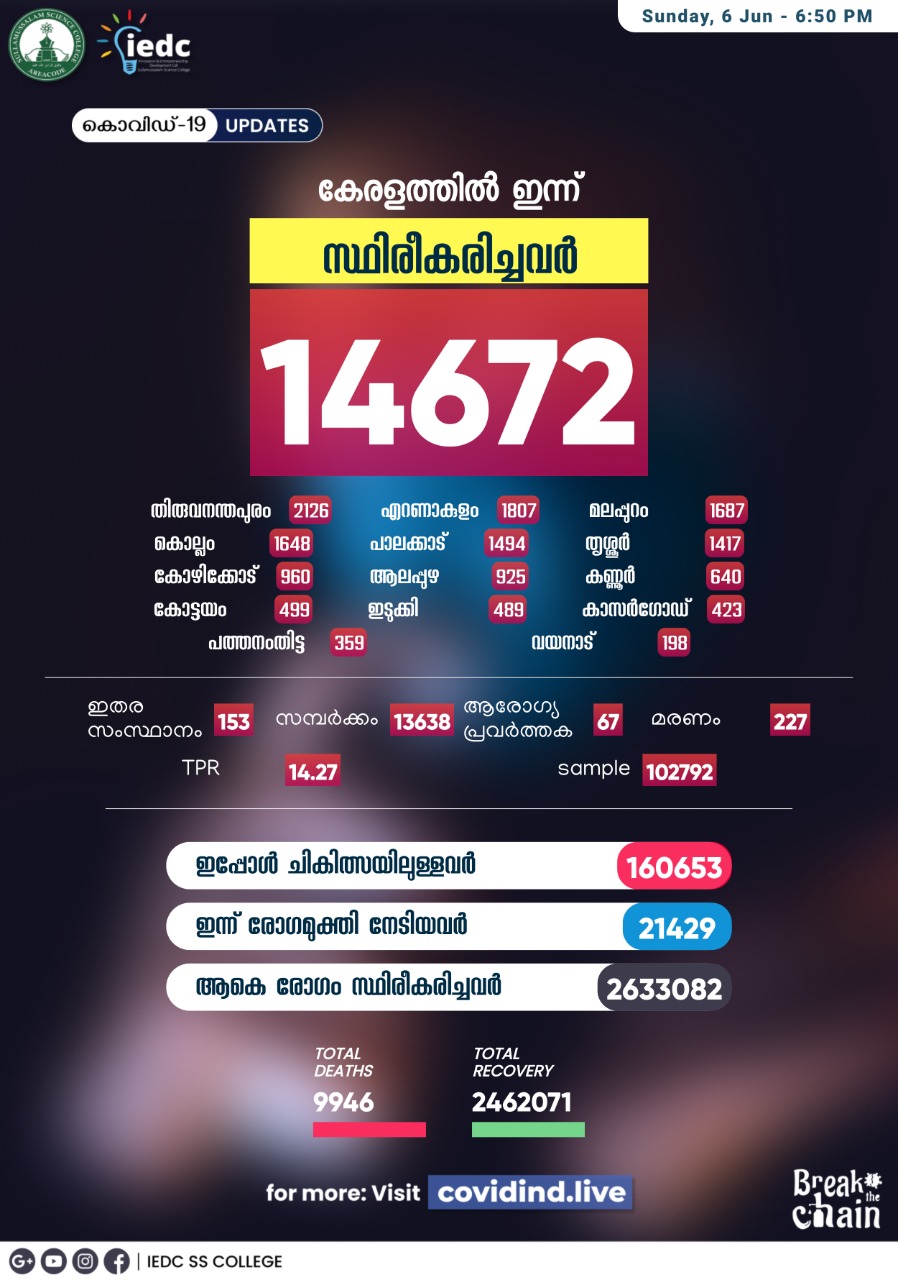 Sunday, 6 Jun - 6:50 PM
SULLAMUSSALAM SCIENCE COLLEGE
AREACODE
iedc
കൊവിഡ്-19 UPDATES
കേരളത്തിൽ ഇന്ന്
സ്ഥിരീകരിച്ചവർ
14672
തിരുവനന്തപുരം 2126 എറണാകുളം 1807 മലപ്പുറം 1687
കൊല്ലം 1648 പാലക്കാട് 1494 തൃശ്ശൂർ 1417
കോഴിക്കോട് 960 ആലപ്പുഴ 925 കണ്ണൂർ 640
കോട്ടയം 499 ഇടുക്കി 489 കാസർഗോഡ് 423
പത്തനംതിട്ട 359 വയനാട് 198
ഇതര
സംസ്ഥാനം 153 സമ്പർക്കം 13638 ആരോഗ്യ
പ്രവർത്തക 67 മരണം 227
TPR 14.27 sample 102792
ഇപ്പോൾ ചികിത്സയിലുള്ളവർ 160653
ഇന്ന് രോഗമുക്തി നേടിയവർ 21429
ആകെ രോഗം സ്ഥിരീകരിച്ചവർ 2633082
TOTAL
DEATHS
9946
TOTAL
RECOVERY
2462071
for more: Visit covidind.live
Break
the
chain
G+ f | IEDC SS COLLEGE